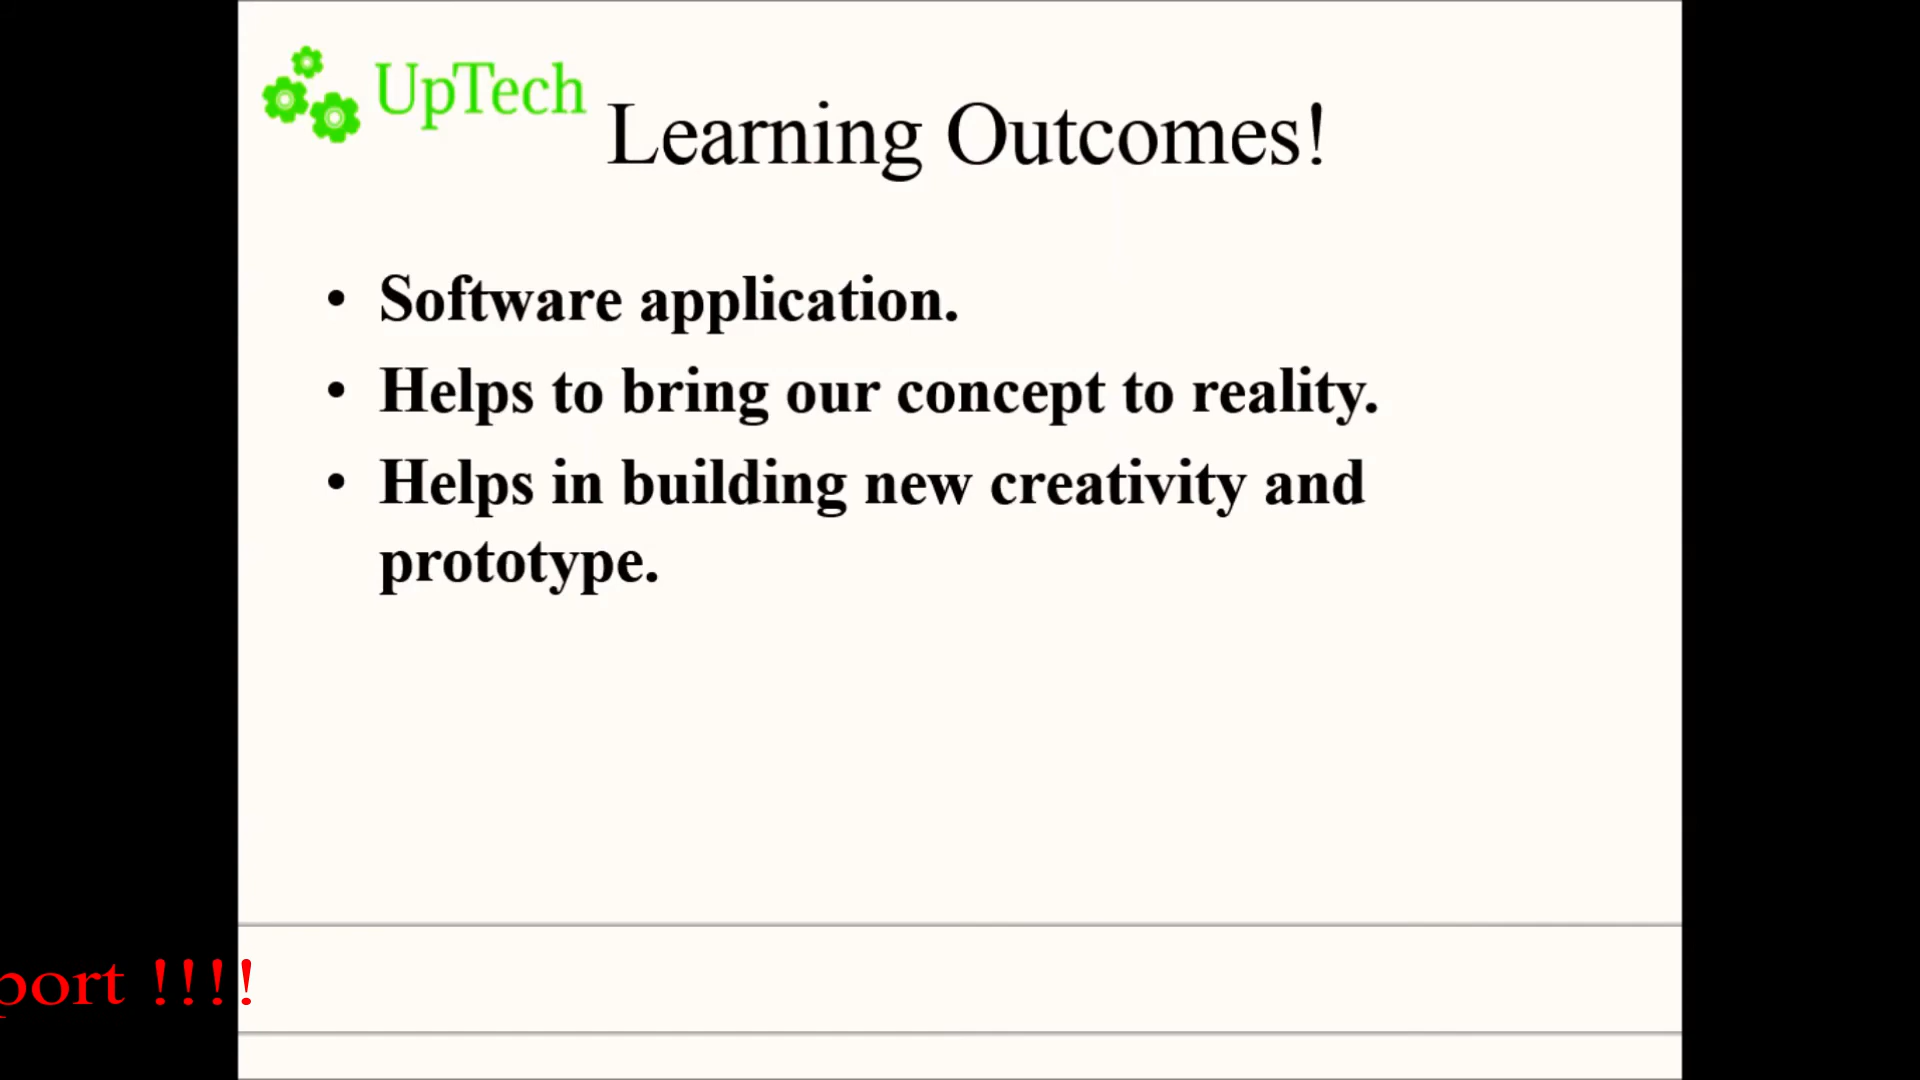 UpTech
Learning Outcomes!
• Software application.
• Helps to bring our concept to reality.
• Helps in building new creativity and
prototype.
!!!!